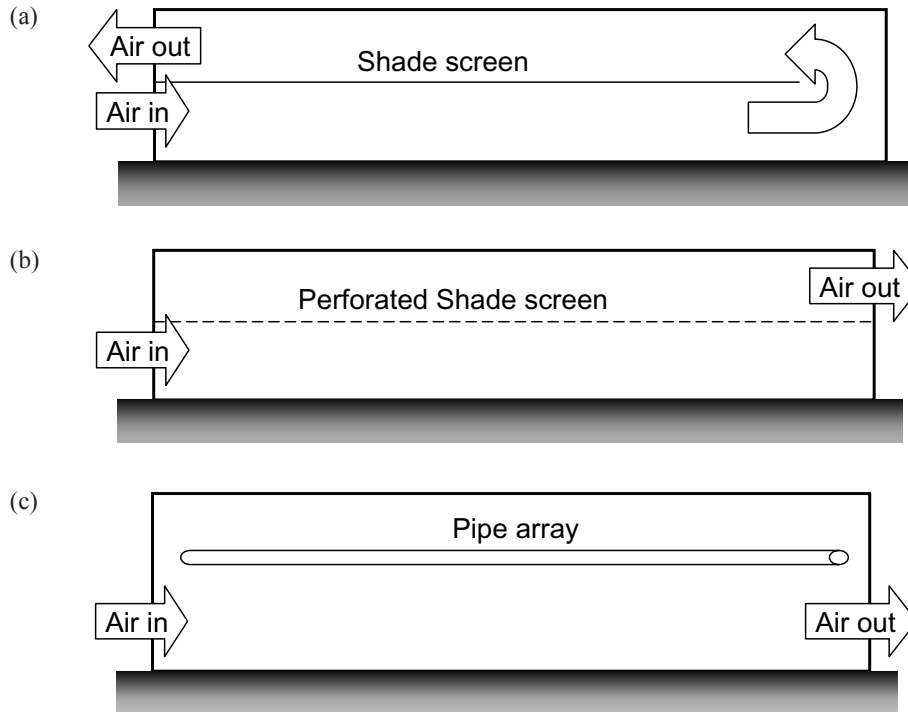 (a)
Air out
Shade screen
Air in
(b)
Air out
Perforated Shade screen
Air in
(c)
Pipe array
Air in
Air out